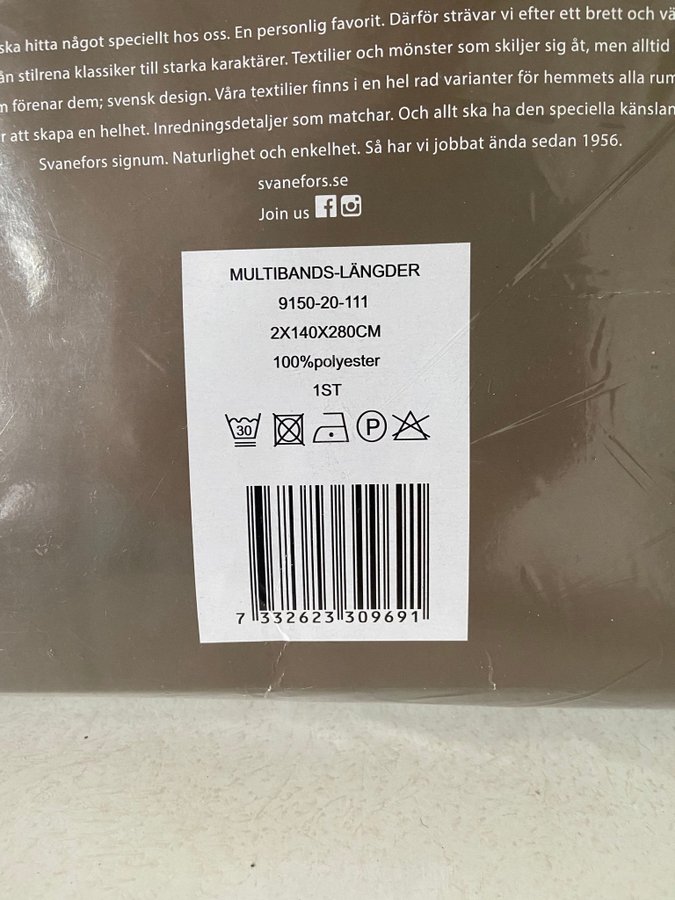 ska hitta något speciellt hos oss. En personlig favorit. Därför strävar vi efter ett brett och
stilrena klassiker till starka karaktärer. Textilier och mönster som skiljer sig åt, men alltid
förenar dem; svensk design. Våra textilier finns i en hel rad varianter för hemmets alla rum
att skapa en helhet. Inredningsdetaljer som matchar. Och allt ska ha den speciella känslan
Svanefors signum. Naturlighet och enkelhet. Så har vi jobbat ända sedan 1956.
svanefors.se
Join us
MULTIBANDS-LÄNGDER
9150-20-111
2X140X280CM
100%polyester
1ST
30 P
7 332623 309691